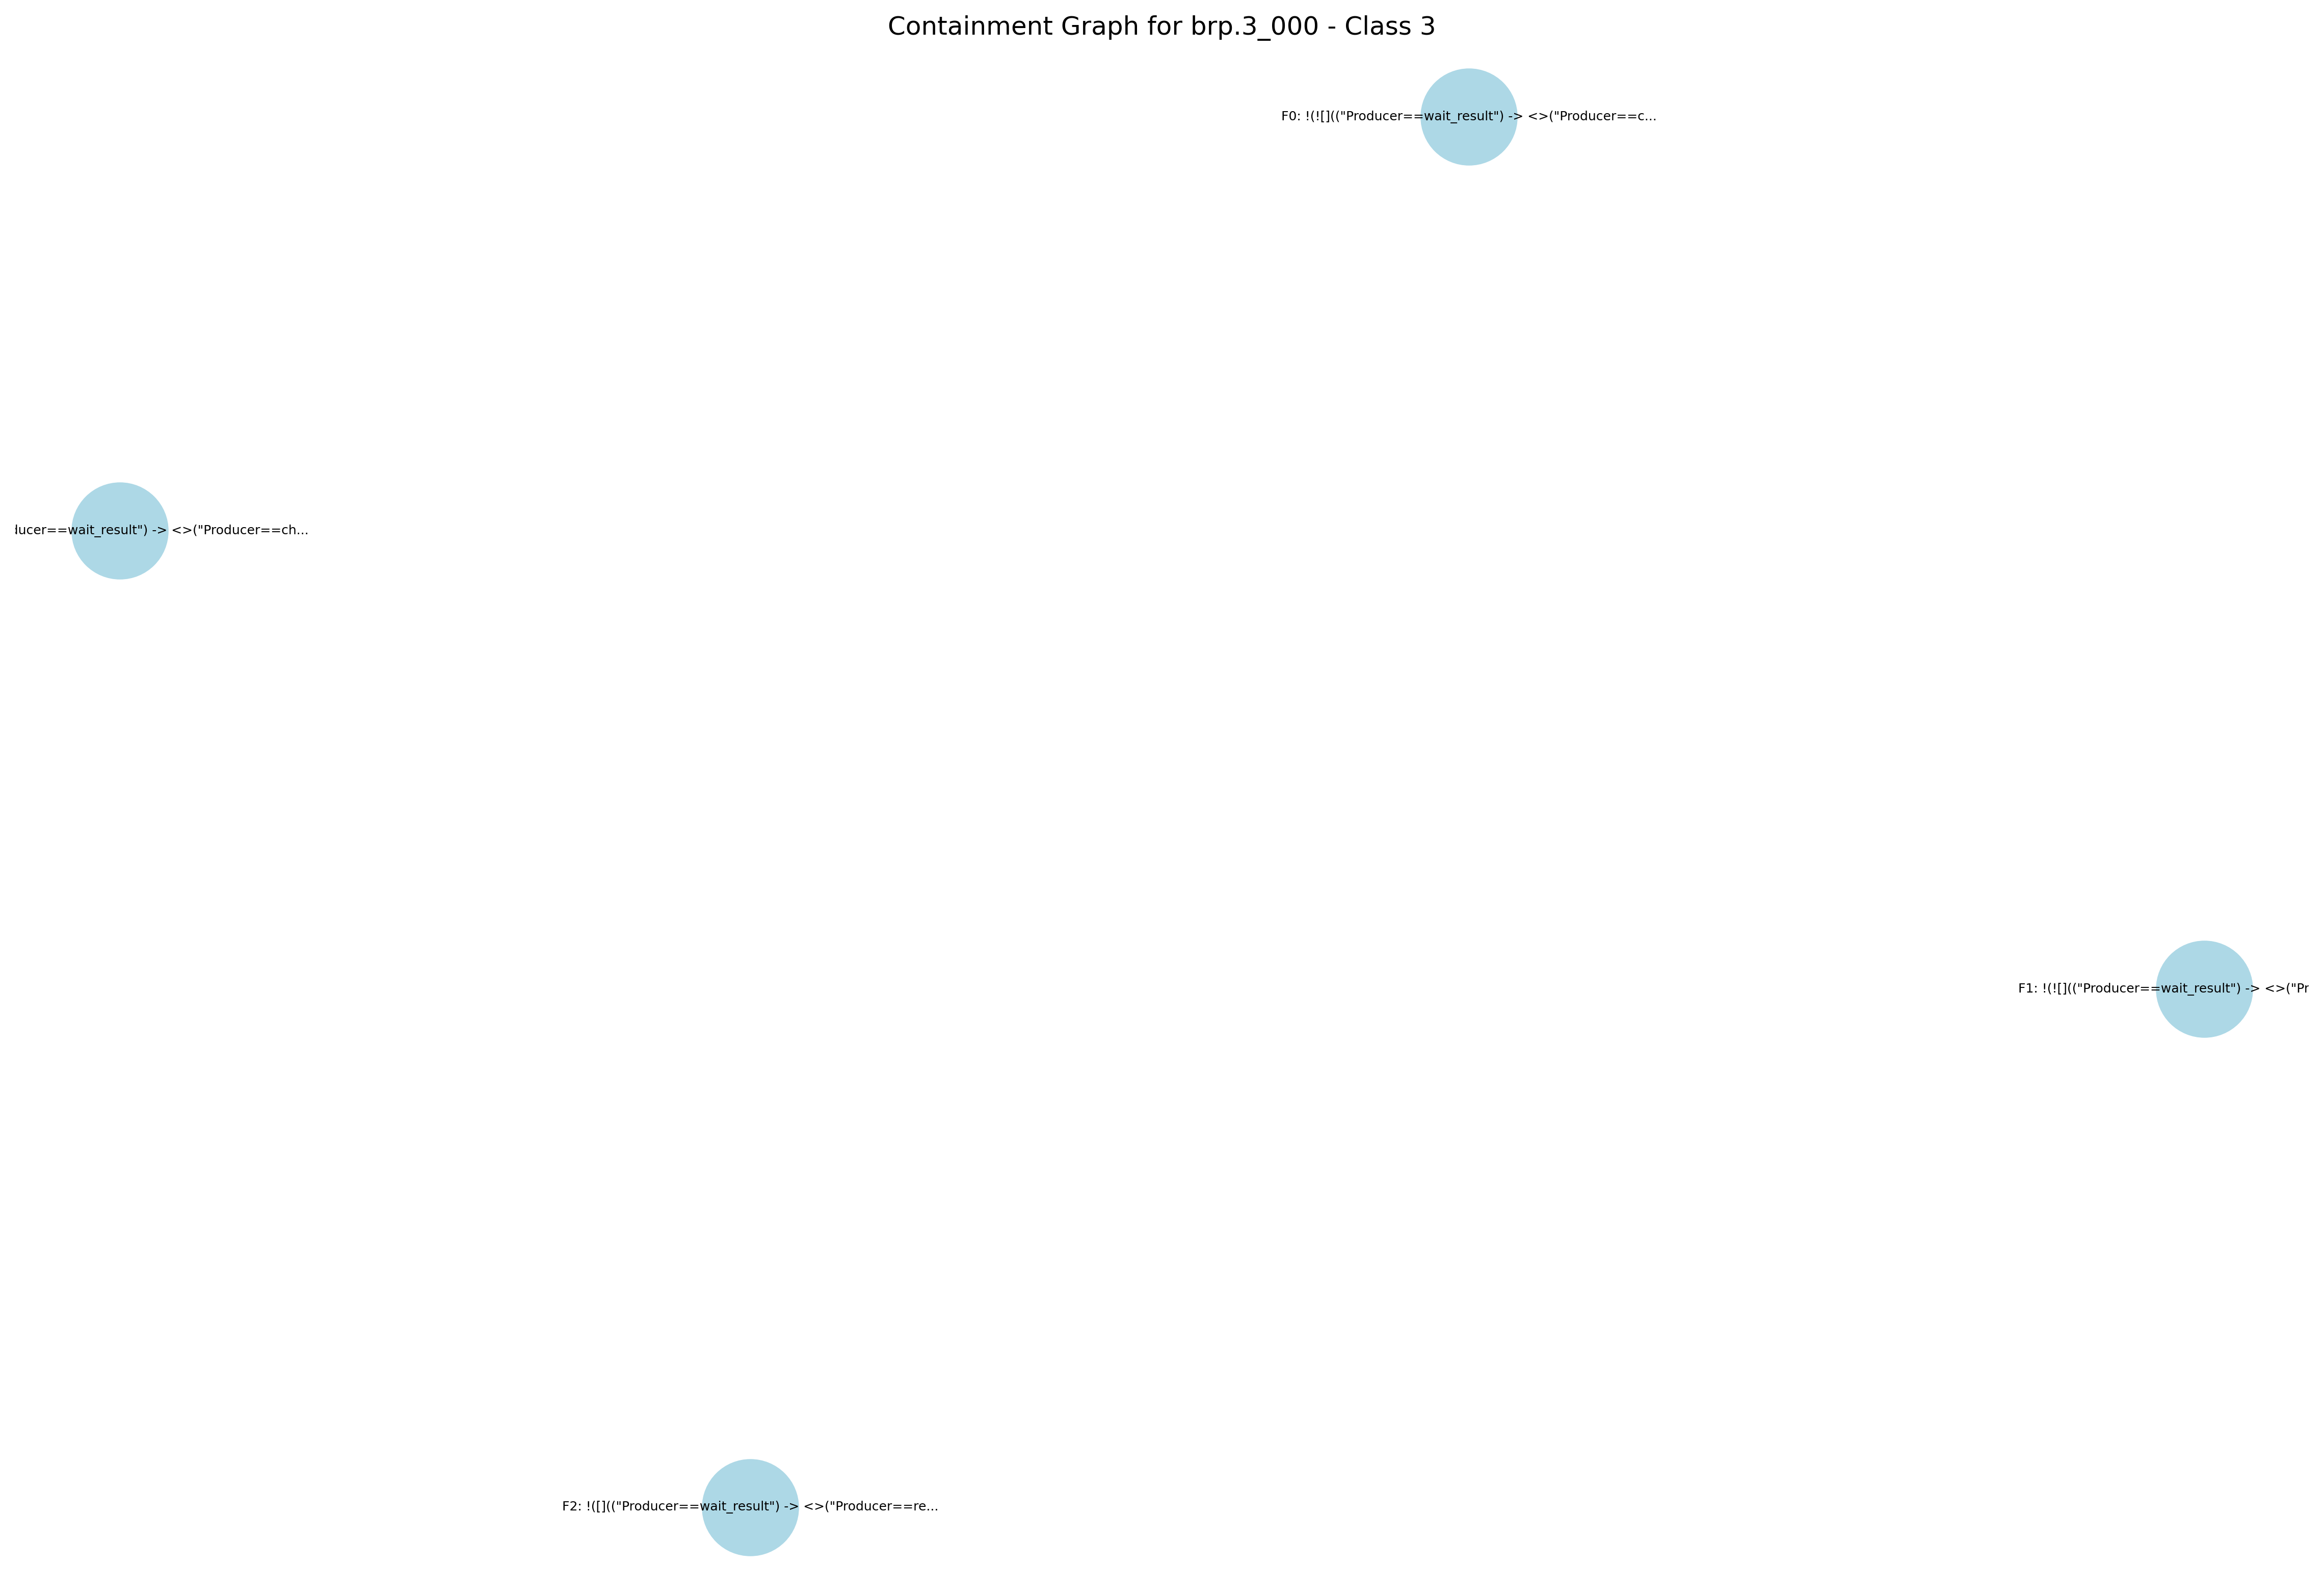 Containment Graph for brp.3_000 - Class 3
F0: !(![](("Producer==wait_result") -> <>("Producer==c...
ducer==wait_result") -> <>("Producer==ch...
F1: !(![](("Producer==wait_result") -> <>("Pr
F2: !([](("Producer==wait_result") -> <>("Producer==re...